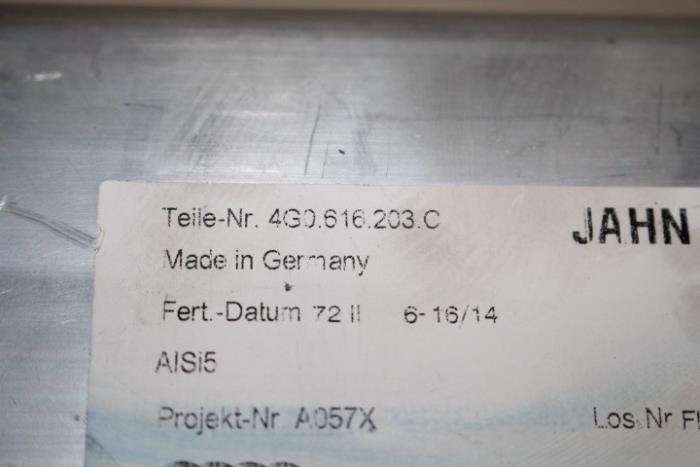 Teile-Nr. 4G0.616.203.C JAHN
Made in Germany
Fert.-Datum 72 II 6-16/14
AlSi5
Projekt-Nr A057X Los.Nr